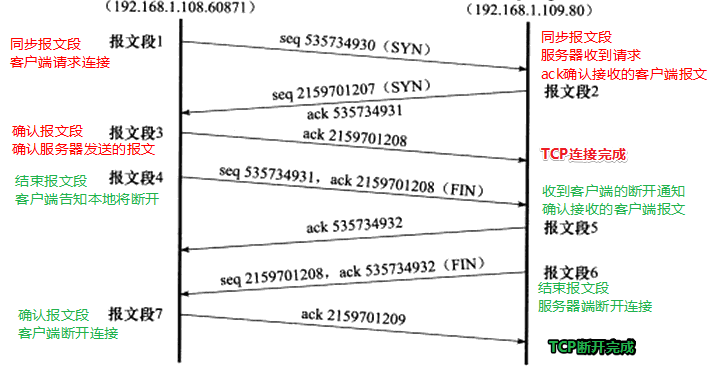 (192.168.1.108.60871)
(192.168.1.109.80)
同步报文段
客户端请求连接
报文段1
seq 535734930 (SYN)
同步报文段
服务器收到请求
ack确认接收的客户端报文
seq 2159701207 (SYN)
ack 535734931
报文段2
确认报文段
确认服务器发送的报文
报文段3
ack 2159701208
TCP连接完成
结束报文段
客户端告知本地将断开
报文段4
seq 535734931, ack 2159701208 (FIN)
收到客户端的断开通知
确认接收的客户端报文
ack 535734932
报文段5
seq 2159701208, ack 535734932 (FIN)
报文段6
结束报文段
服务器端断开连接
确认报文段
客户端断开连接
报文段7
ack 2159701209
TCP断开完成